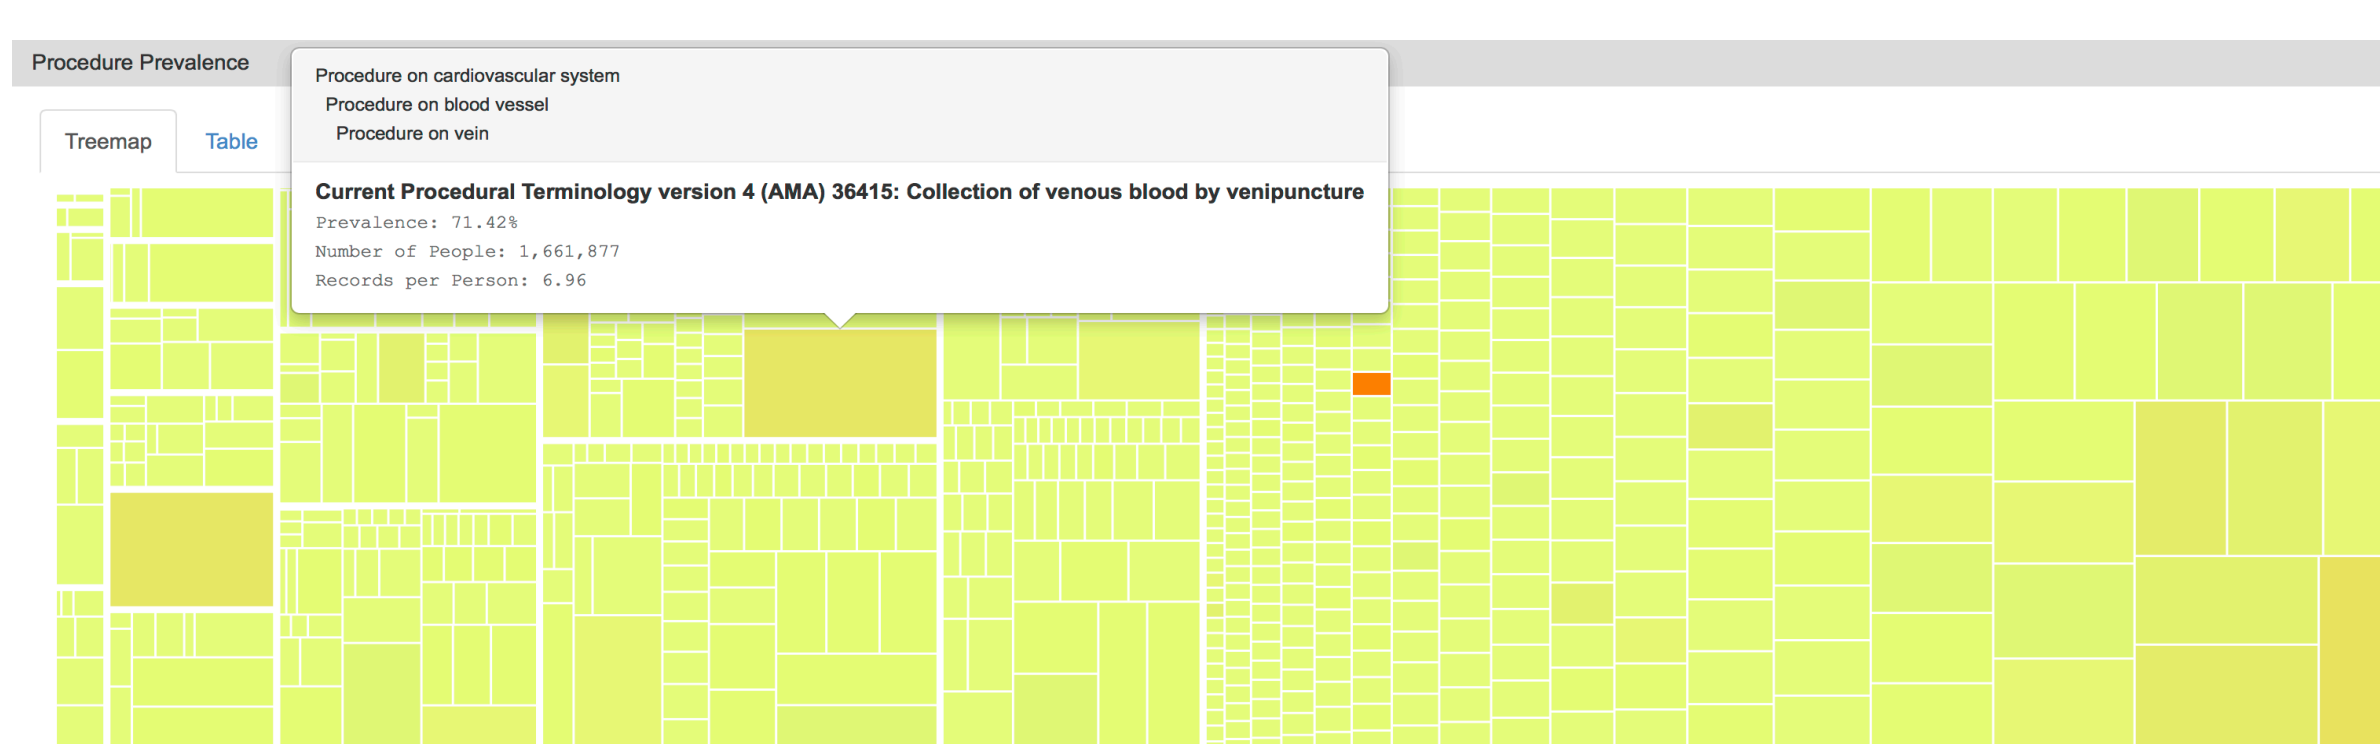 Procedure Prevalence
Treemap
Table
Procedure on cardiovascular system
Procedure on blood vessel
Procedure on vein
Current Procedural Terminology version 4 (AMA) 36415: Collection of venous blood by venipuncture
Prevalence: 71.42%
Number of People: 1,661,877
Records per Person: 6.96